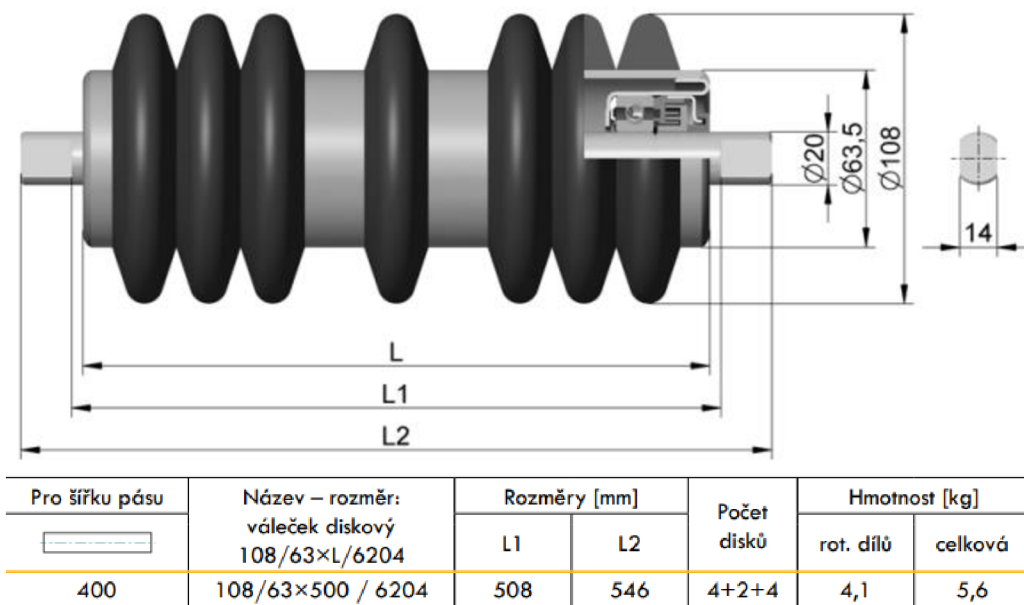 Ø20
Ø63,5
Ø108
14
L
L1
L2
Pro šířku pásu
Název – rozměr:
váleček diskový
108/63×L/6204
Rozměry [mm]
L1
L2
Počet
disků
Hmotnost [kg]
rot. dílů
celková
400
108/63×500 / 6204
508
546
4+2+4
4,1
5,6